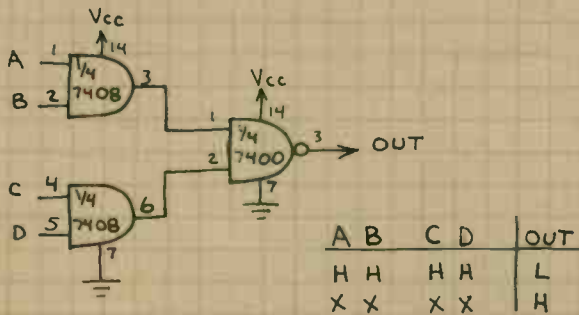 Vcc
14
A 1 1/4 3
7408
B 2
Vcc
14
1 1/4 3 OUT
7400
2
7
C 4 1/4 6
7408
D 5
7
A B C D OUT
H H H H L
X X X X H